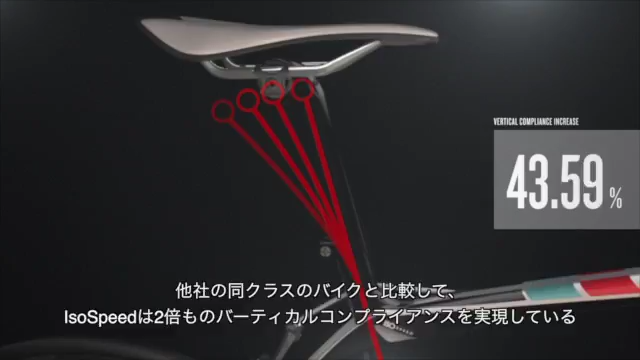 VERTICAL COMPLIANCE INCREASE
43.59%
他社の同クラスのバイクと比較して、
IsoSpeedは2倍ものバーティカルコンプライアンスを実現している